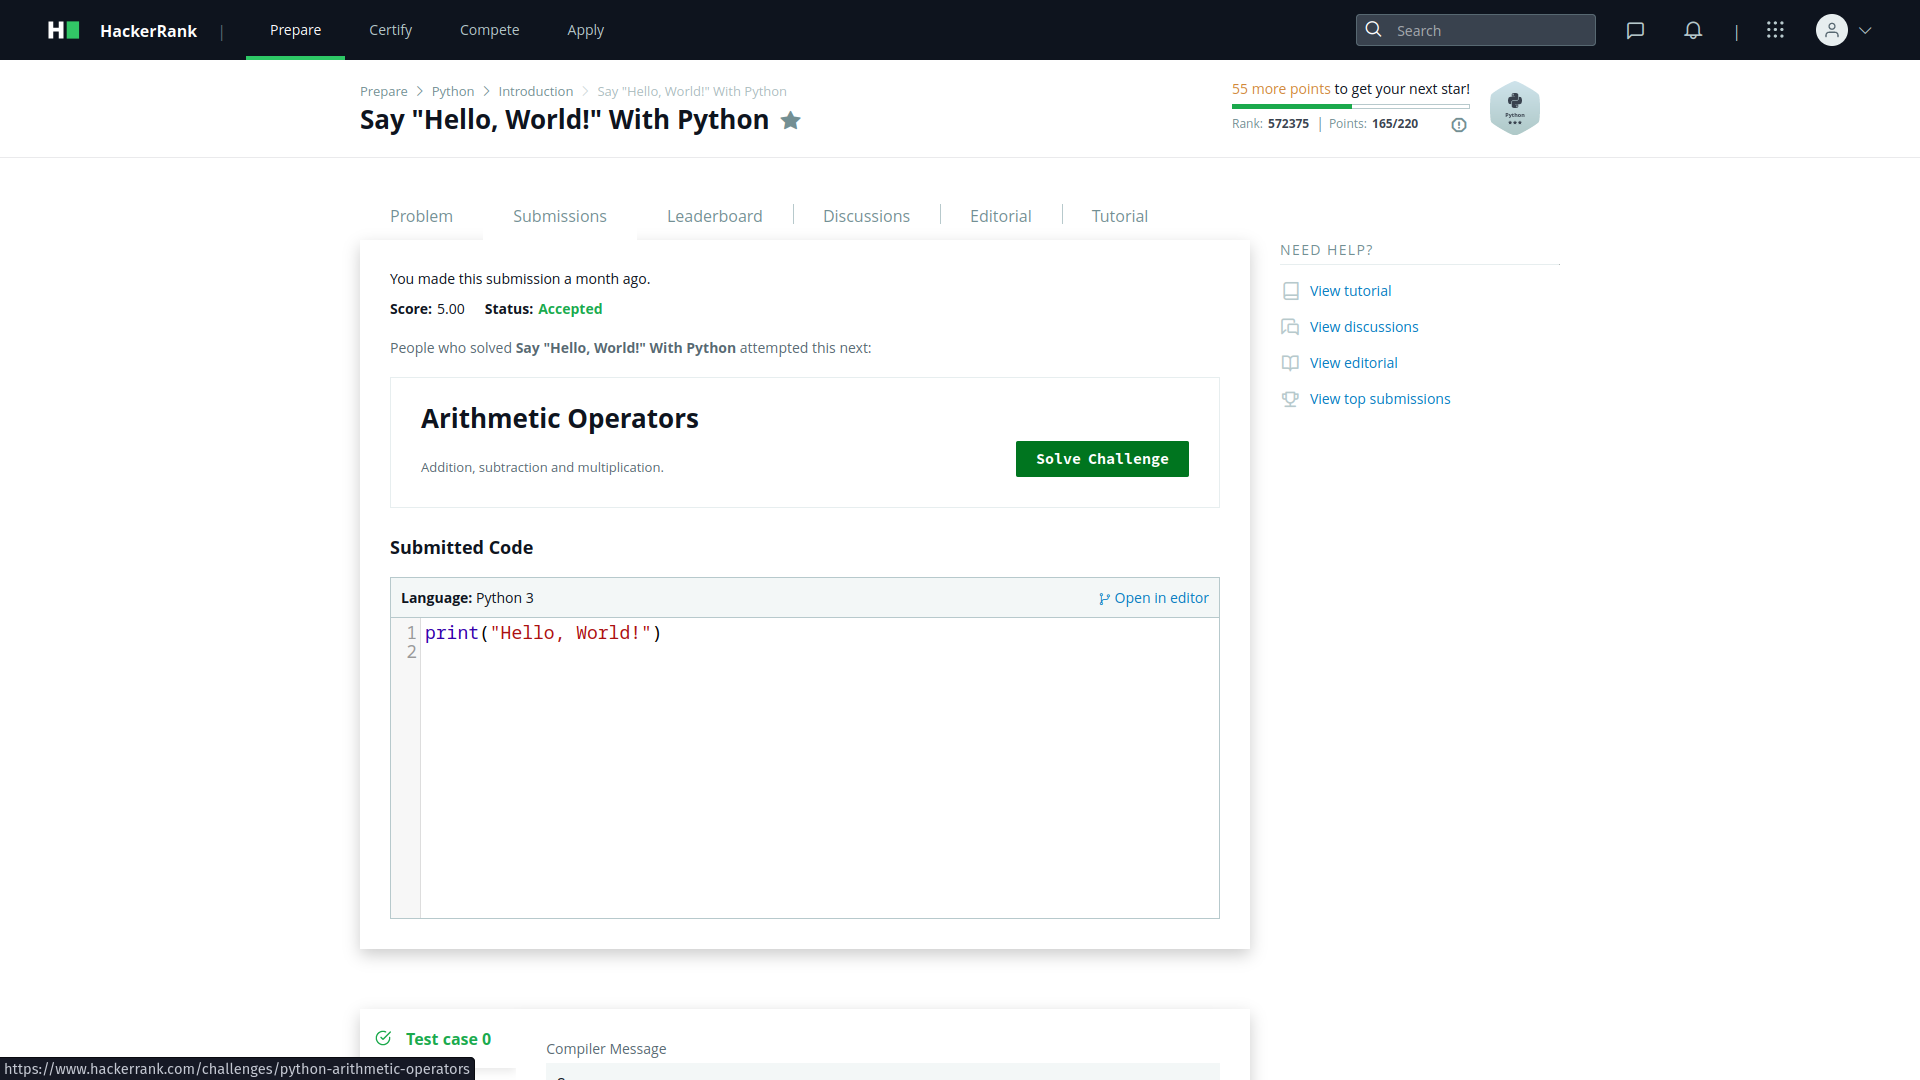 HackerRank
|
Prepare
Certify
Compete
Apply
Search
|
Prepare > Python > Introduction > Say "Hello, World!" With Python
Say "Hello, World!" With Python
55 more points to get your next star!
Rank: 572375 | Points: 165/220
Python
Problem
Submissions
Leaderboard
Discussions
Editorial
Tutorial
You made this submission a month ago.
Score: 5.00 Status: Accepted
People who solved Say "Hello, World!" With Python attempted this next:
Arithmetic Operators
Addition, subtraction and multiplication.
Solve Challenge
Submitted Code
Language: Python 3
Open in editor
1 print("Hello, World!")
2
NEED HELP?
View tutorial
View discussions
View editorial
View top submissions
Test case 0
Compiler Message
https://www.hackerrank.com/challenges/python-arithmetic-operators